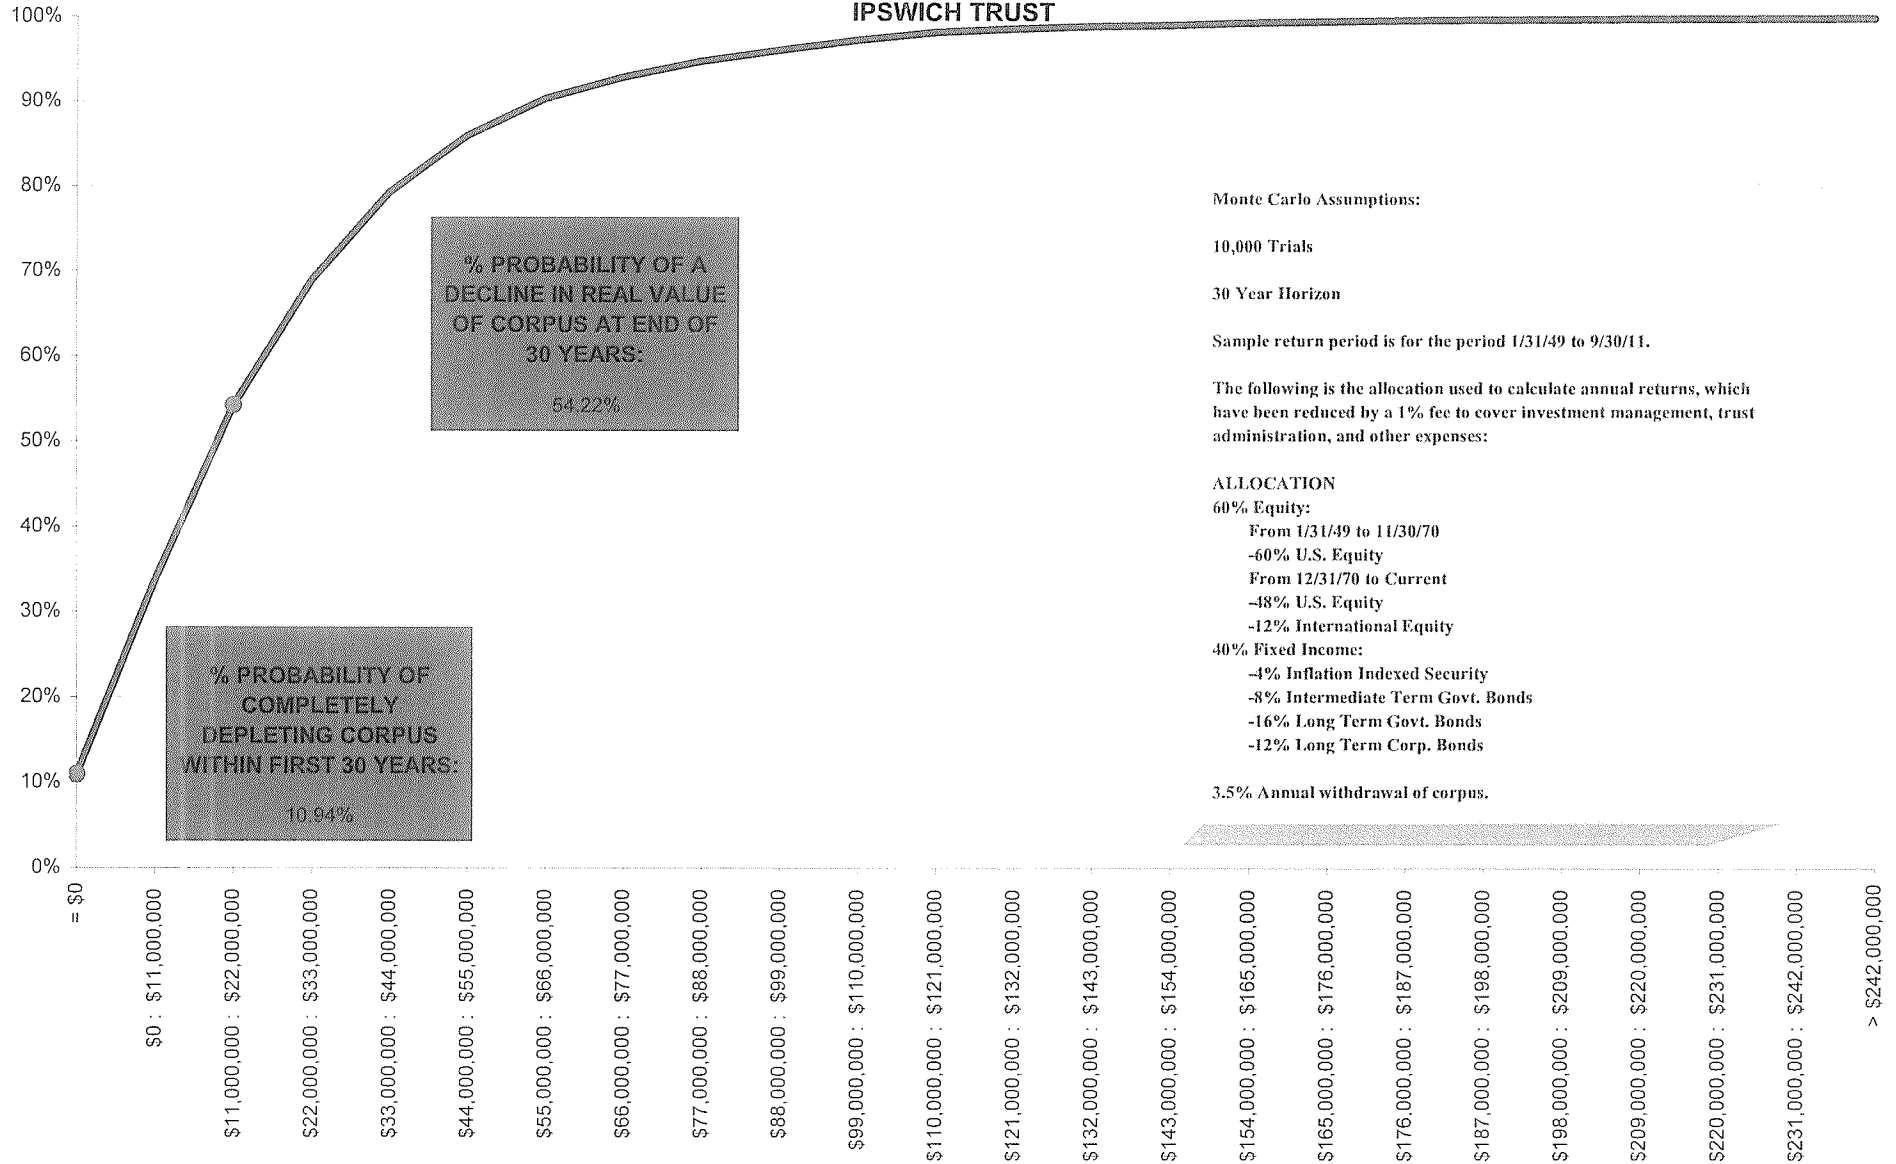 IPSWICH TRUST
100%
90%
80%
70%
60%
50%
40%
30%
20%
10%
0%
% PROBABILITY OF A
DECLINE IN REAL VALUE
OF CORPUS AT END OF
30 YEARS:
54.22%
% PROBABILITY OF
COMPLETELY
DEPLETING CORPUS
WITHIN FIRST 30 YEARS:
10.94%
Monte Carlo Assumptions:
10,000 Trials
30 Year Horizon
Sample return period is for the period 1/31/49 to 9/30/11.
The following is the allocation used to calculate annual returns, which
have been reduced by a 1% fee to cover investment management, trust
administration, and other expenses:
ALLOCATION
60% Equity:
From 1/31/49 to 11/30/70
-60% U.S. Equity
From 12/31/70 to Current
-48% U.S. Equity
-12% International Equity
40% Fixed Income:
-4% Inflation Indexed Security
-8% Intermediate Term Govt. Bonds
-16% Long Term Govt. Bonds
-12% Long Term Corp. Bonds
3.5% Annual withdrawal of corpus.
= $0
$0 : $11,000,000
$11,000,000 : $22,000,000
$22,000,000 : $33,000,000
$33,000,000 : $44,000,000
$44,000,000 : $55,000,000
$55,000,000 : $66,000,000
$66,000,000 : $77,000,000
$77,000,000 : $88,000,000
$88,000,000 : $99,000,000
$99,000,000 : $110,000,000
$110,000,000 : $121,000,000
$121,000,000 : $132,000,000
$132,000,000 : $143,000,000
$143,000,000 : $154,000,000
$154,000,000 : $165,000,000
$165,000,000 : $176,000,000
$176,000,000 : $187,000,000
$187,000,000 : $198,000,000
$198,000,000 : $209,000,000
$209,000,000 : $220,000,000
$220,000,000 : $231,000,000
$231,000,000 : $242,000,000
> $242,000,000